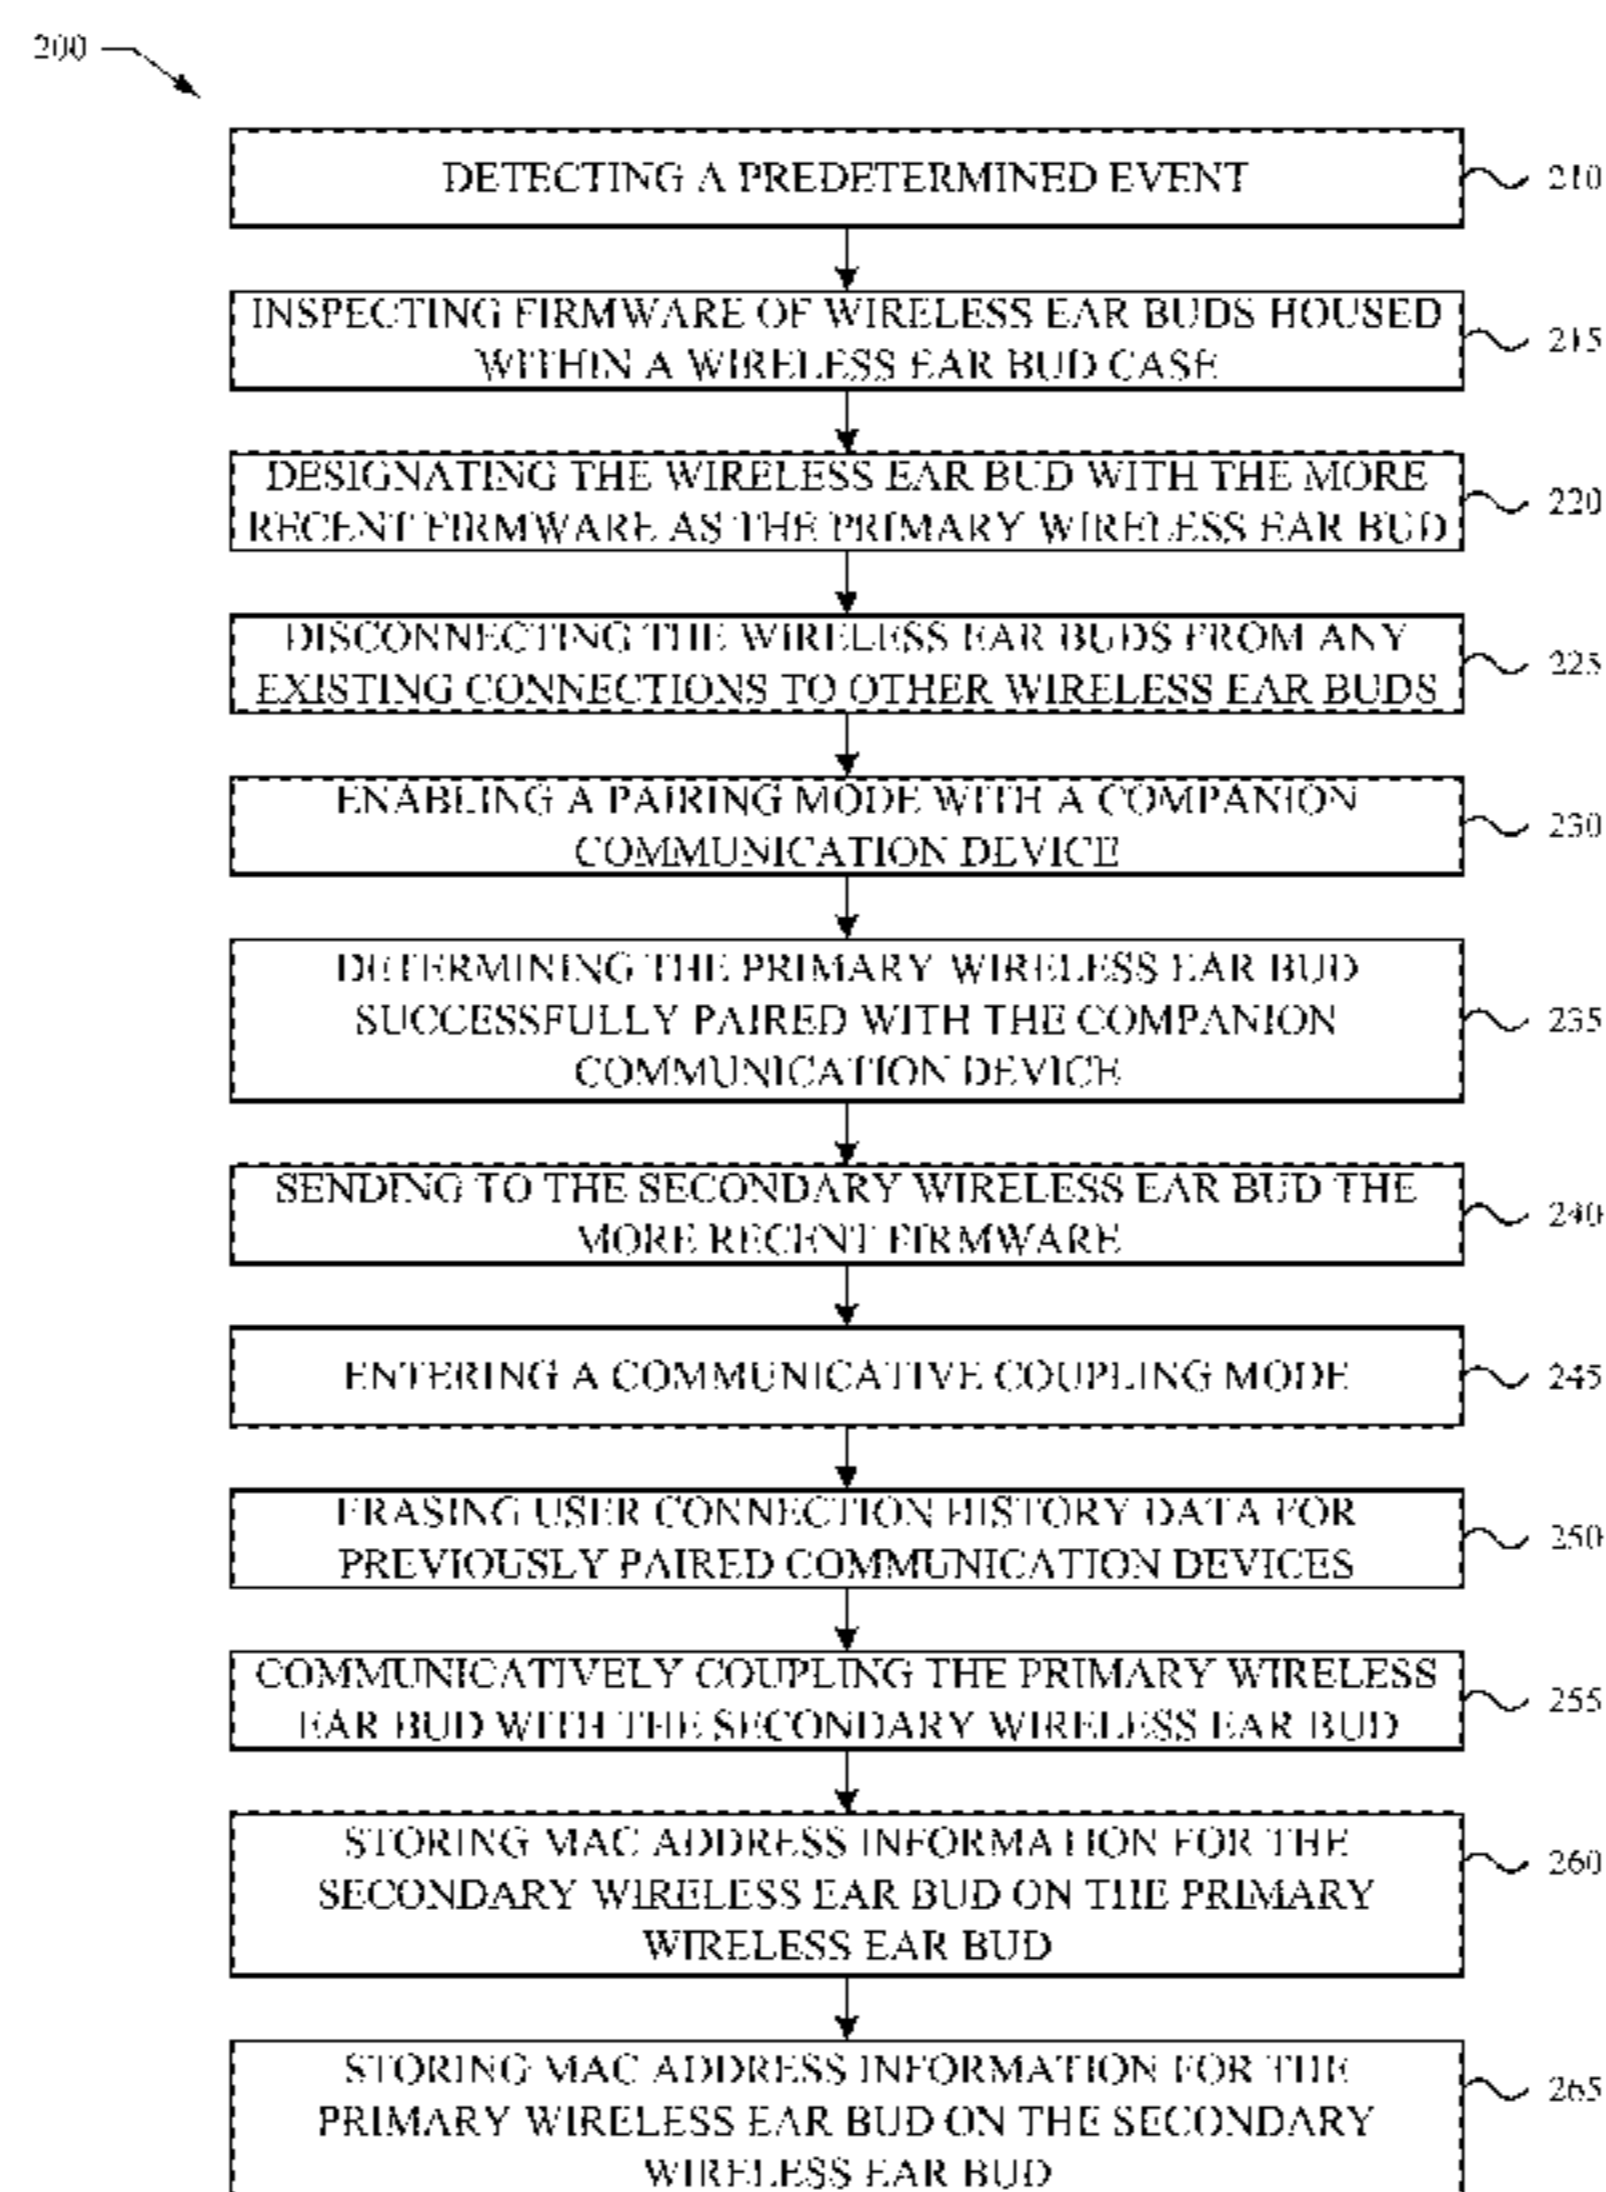 200
DETECTING A PREDETERMINED EVENT
210
INSPECTING FIRMWARE OF WIRELESS EAR BUDS HOUSED
WITHIN A WIRELESS EAR BUD CASE
215
DESIGNATING THE WIRELESS EAR BUD WITH THE MORE
RECENT FIRMWARE AS THE PRIMARY WIRELESS EAR BUD
220
DISCONNECTING THE WIRELESS EAR BUDS FROM ANY
EXISTING CONNECTIONS TO OTHER WIRELESS EAR BUDS
225
ENABLING A PAIRING MODE WITH A COMPANION
COMMUNICATION DEVICE
230
DETERMINING THE PRIMARY WIRELESS EAR BUD
SUCCESSFULLY PAIRED WITH THE COMPANION
COMMUNICATION DEVICE
235
SENDING TO THE SECONDARY WIRELESS EAR BUD THE
MORE RECENT FIRMWARE
240
ENTERING A COMMUNICATIVE COUPLING MODE
245
ERASING USER CONNECTION HISTORY DATA FOR
PREVIOUSLY PAIRED COMMUNICATION DEVICES
250
COMMUNICATIVELY COUPLING THE PRIMARY WIRELESS
EAR BUD WITH THE SECONDARY WIRELESS EAR BUD
255
STORING MAC ADDRESS INFORMATION FOR THE
SECONDARY WIRELESS EAR BUD ON THE PRIMARY
WIRELESS EAR BUD
260
STORING MAC ADDRESS INFORMATION FOR THE
PRIMARY WIRELESS EAR BUD ON THE SECONDARY
WIRELESS EAR BUD
265